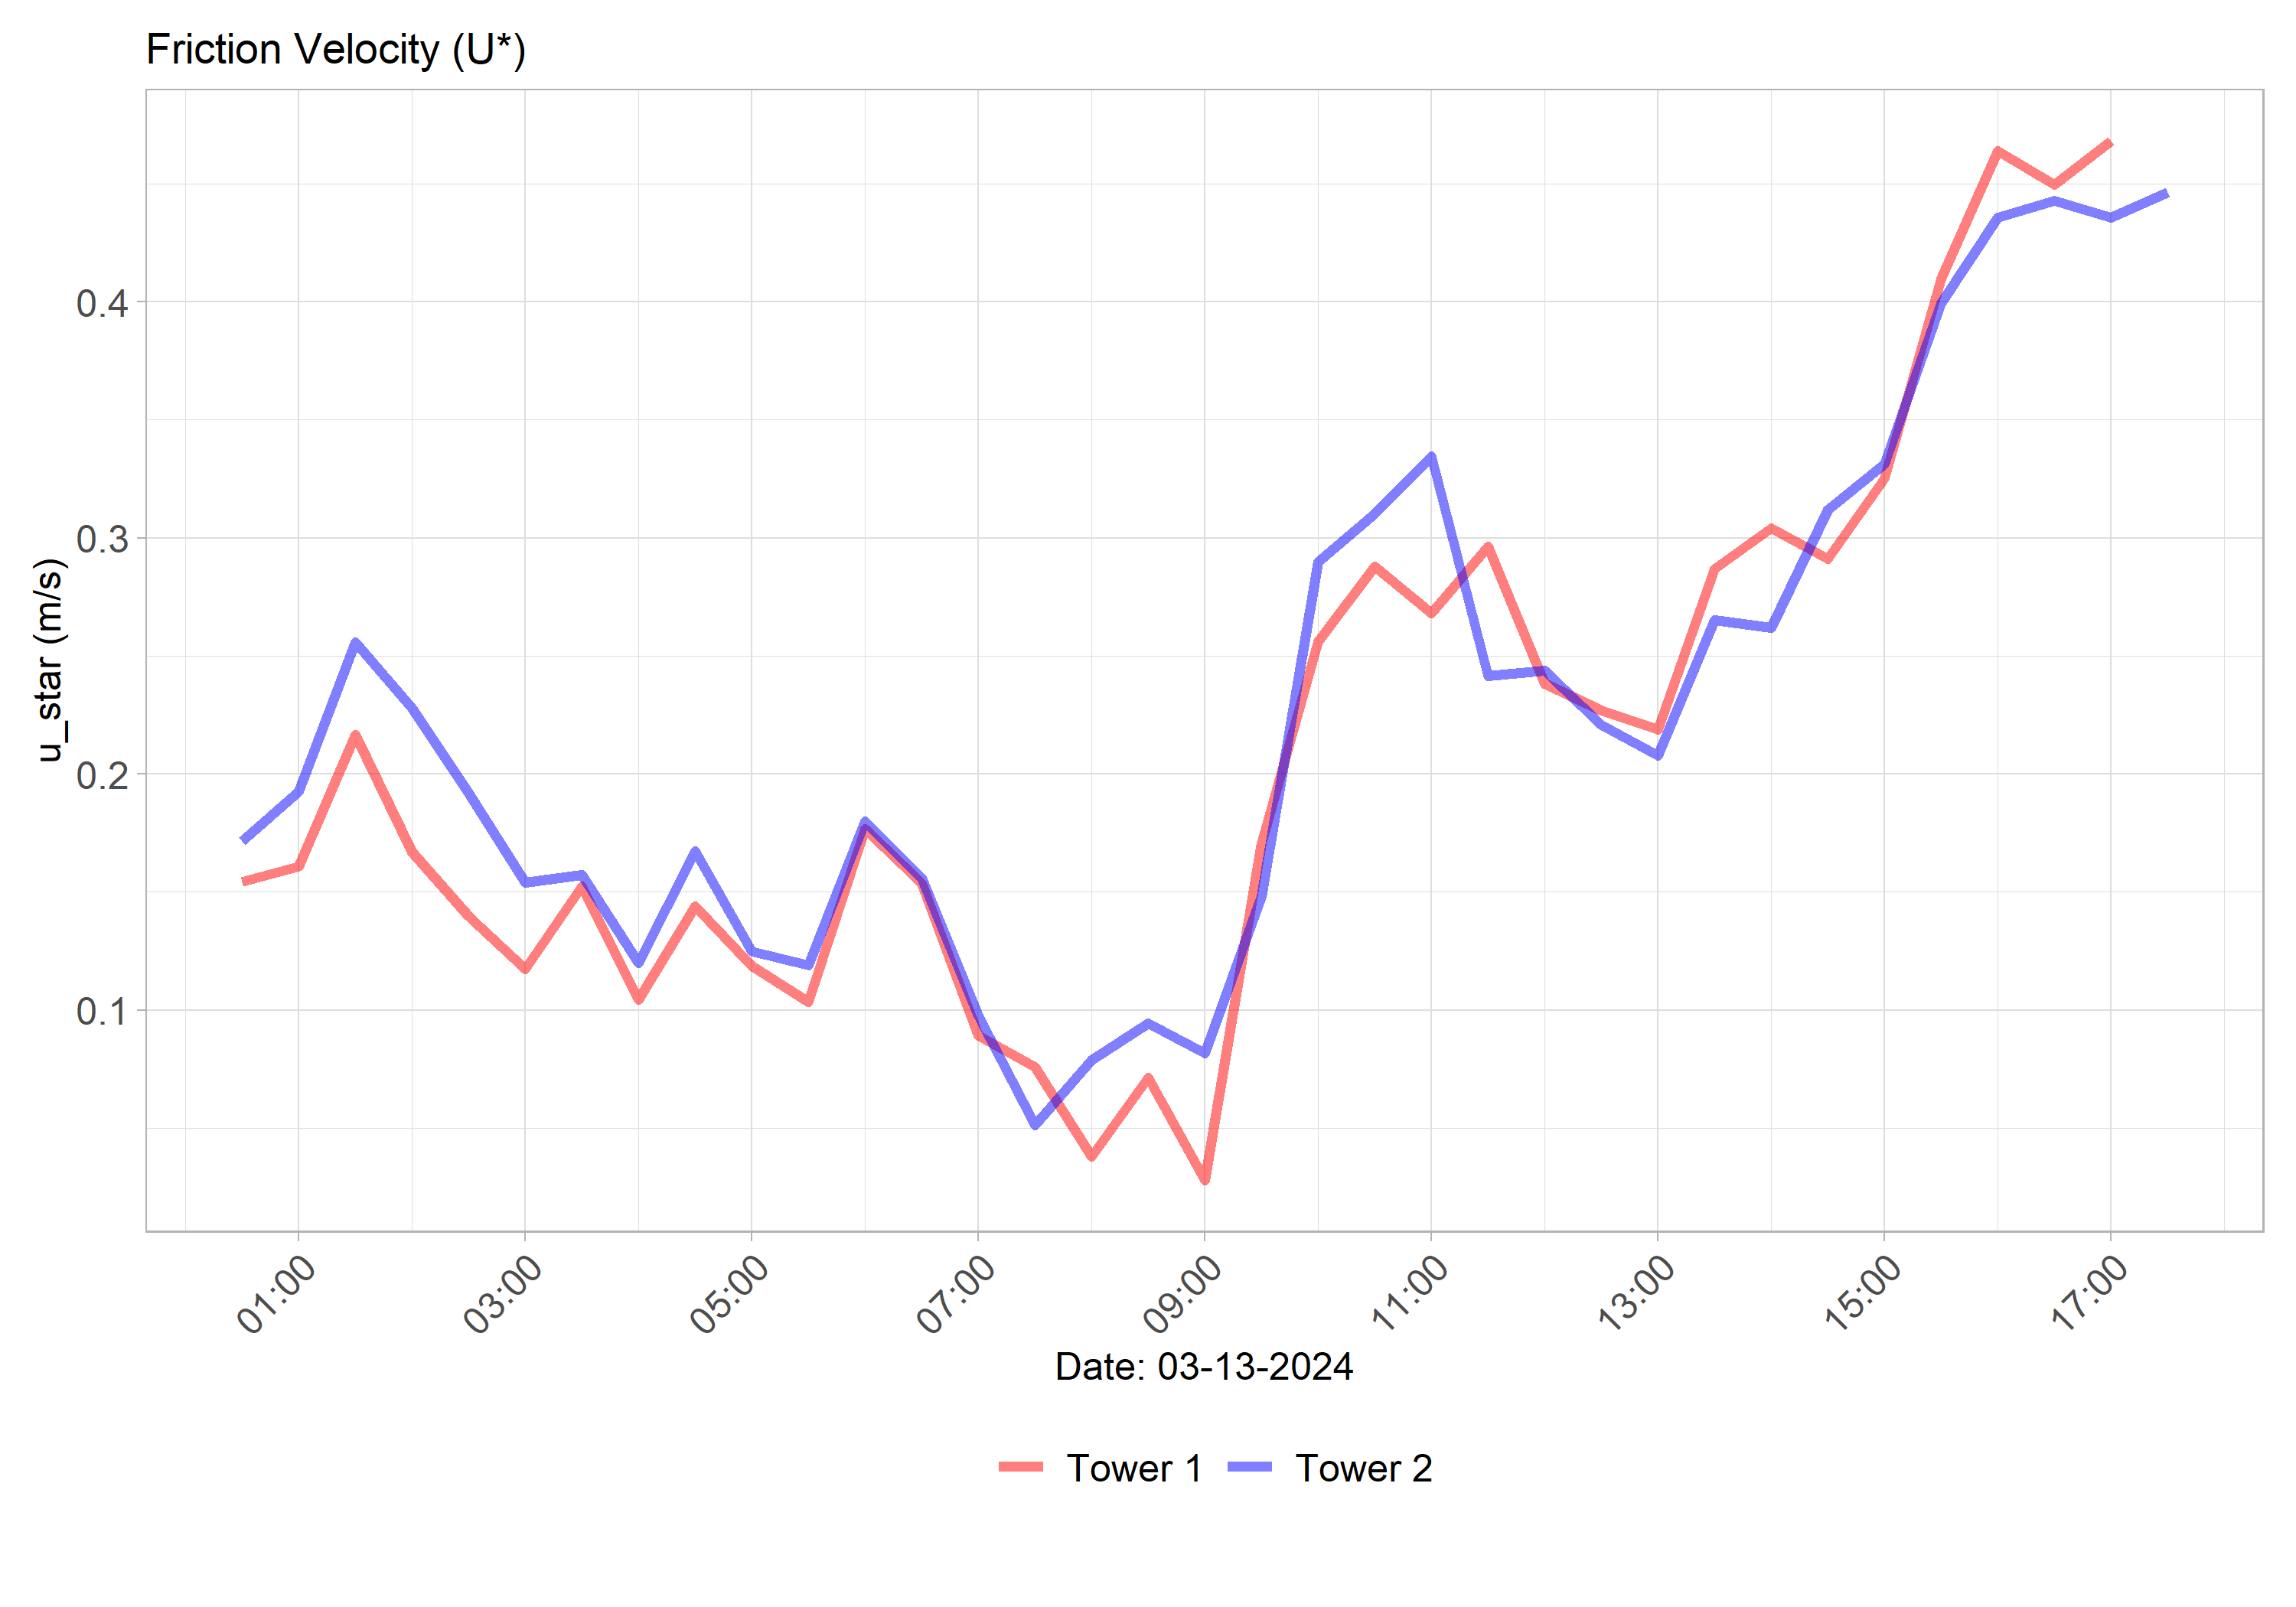 Friction Velocity (U*)
u_star (m/s)
0.4
0.3
0.2
0.1
01:00 03:00 05:00 07:00 09:00 11:00 13:00 15:00 17:00
Date: 03-13-2024
Tower 1 Tower 2